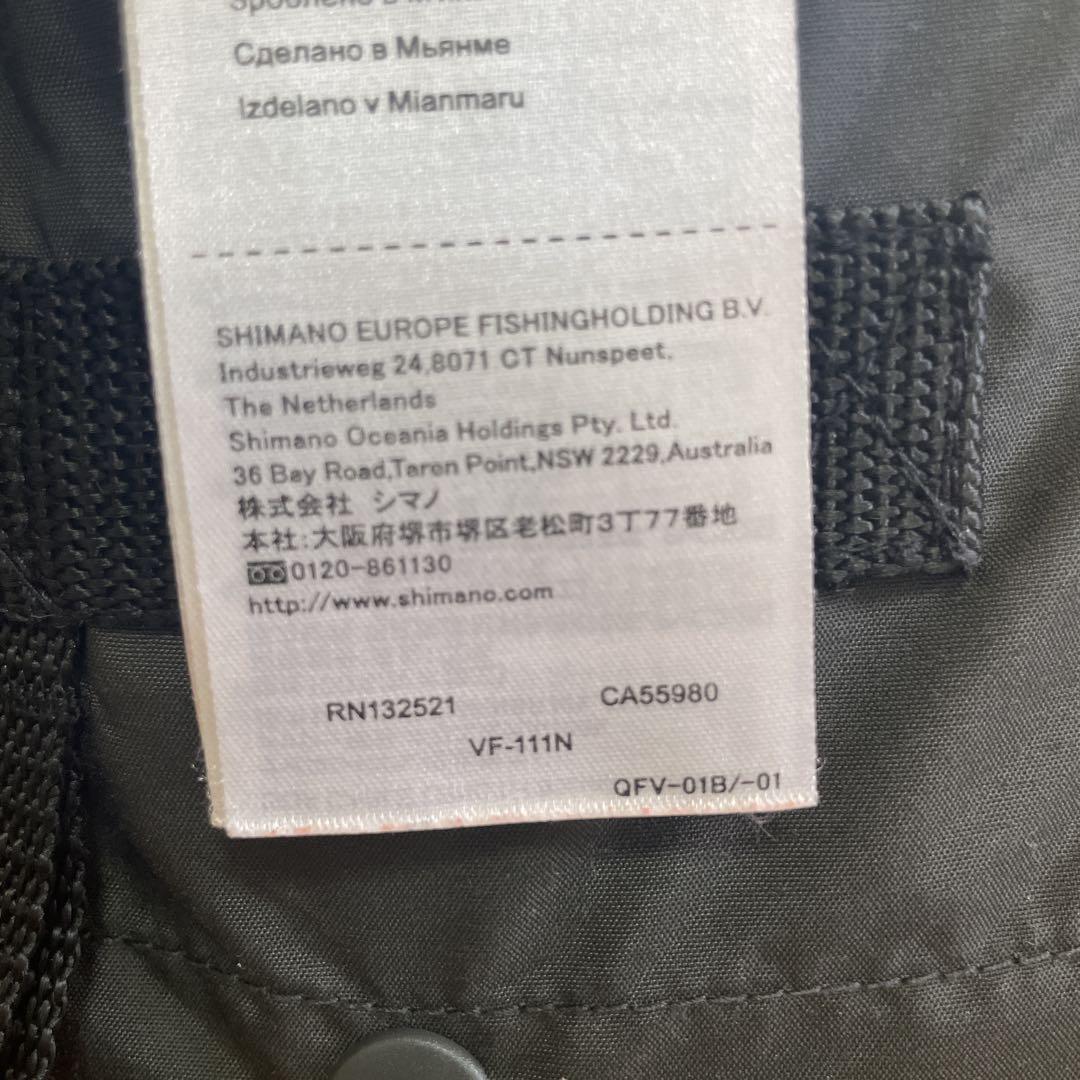 Сделано в Мьянме
Izdelano v Mianmaru
SHIMANO EUROPE FISHINGHOLDING B.V.
Industrieweg 24,8071 CT Nunspeet,
The Netherlands
Shimano Oceania Holdings Pty. Ltd.
36 Bay Road,Taren Point,NSW 2229,Australia
株式会社 シマノ
本社:大阪府堺市堺区老松町3丁77番地
0120-861130
http://www.shimano.com
RN132521 CA55980
VF-111N
QFV-01B/-01